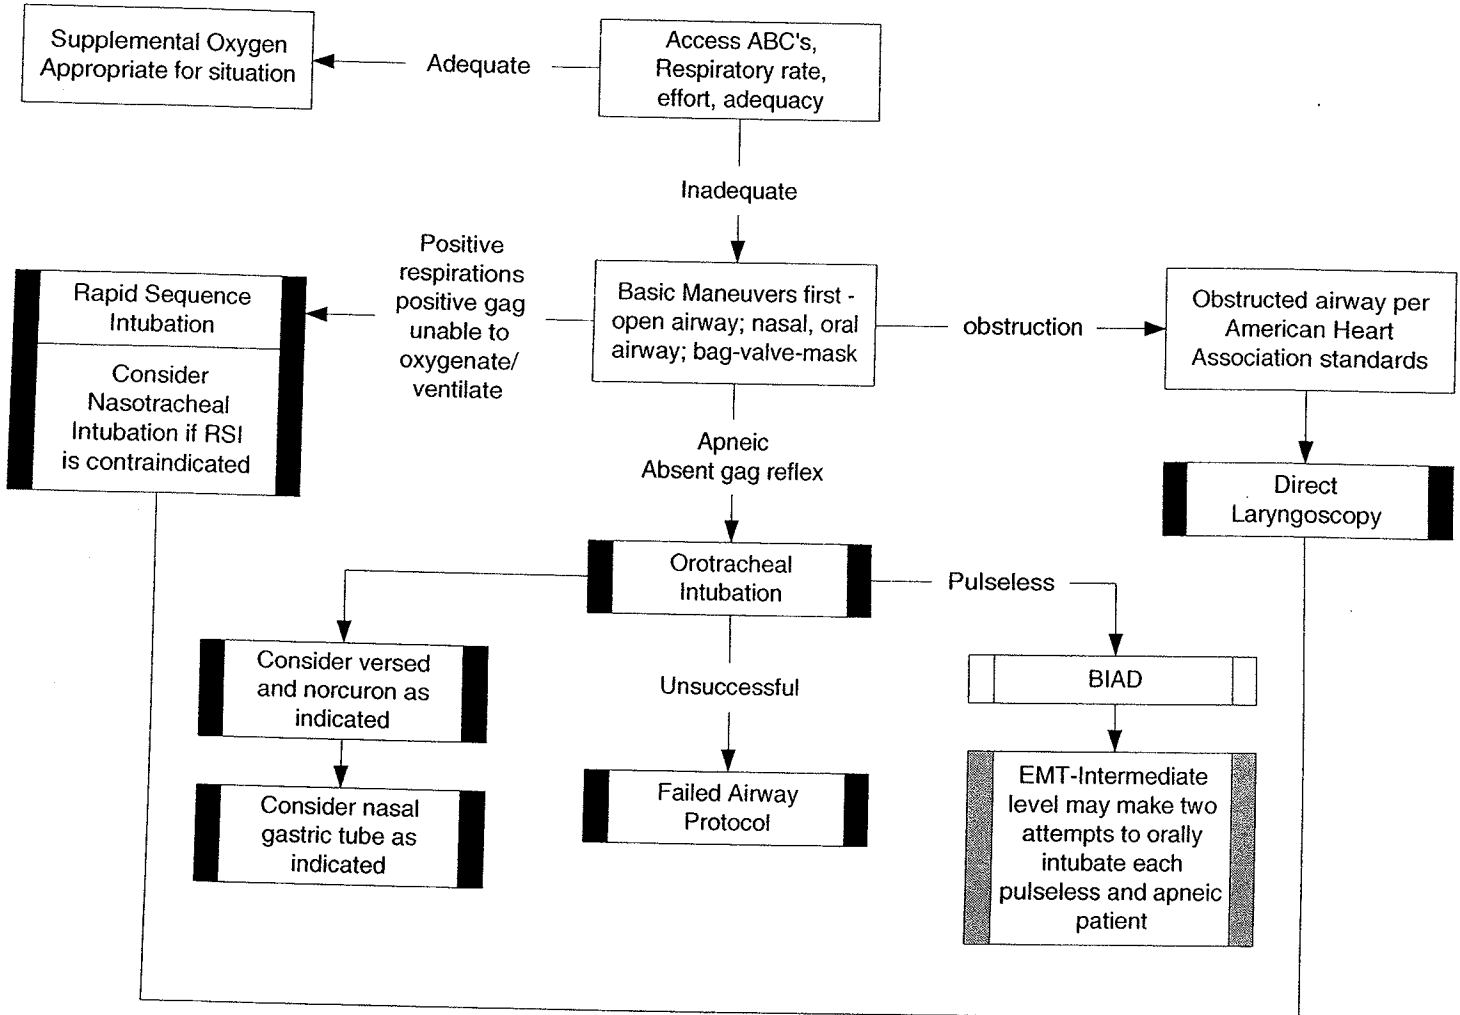 Supplemental Oxygen
Appropriate for situation
Adequate
Access ABC's,
Respiratory rate,
effort, adequacy
Inadequate
Positive
respirations
positive gag
unable to
oxygenate/
ventilate
Rapid Sequence
Intubation
Consider
Nasotracheal
Intubation if RSI
is contraindicated
Basic Maneuvers first -
open airway; nasal, oral
airway; bag-valve-mask
obstruction
Obstructed airway per
American Heart
Association standards
Apneic
Absent gag reflex
Direct
Laryngoscopy
Orotracheal
Intubation
Pulseless
Consider versed
and norcuron as
indicated
Unsuccessful
BIAD
Consider nasal
gastric tube as
indicated
Failed Airway
Protocol
EMT-Intermediate
level may make two
attempts to orally
intubate each
pulseless and apneic
patient